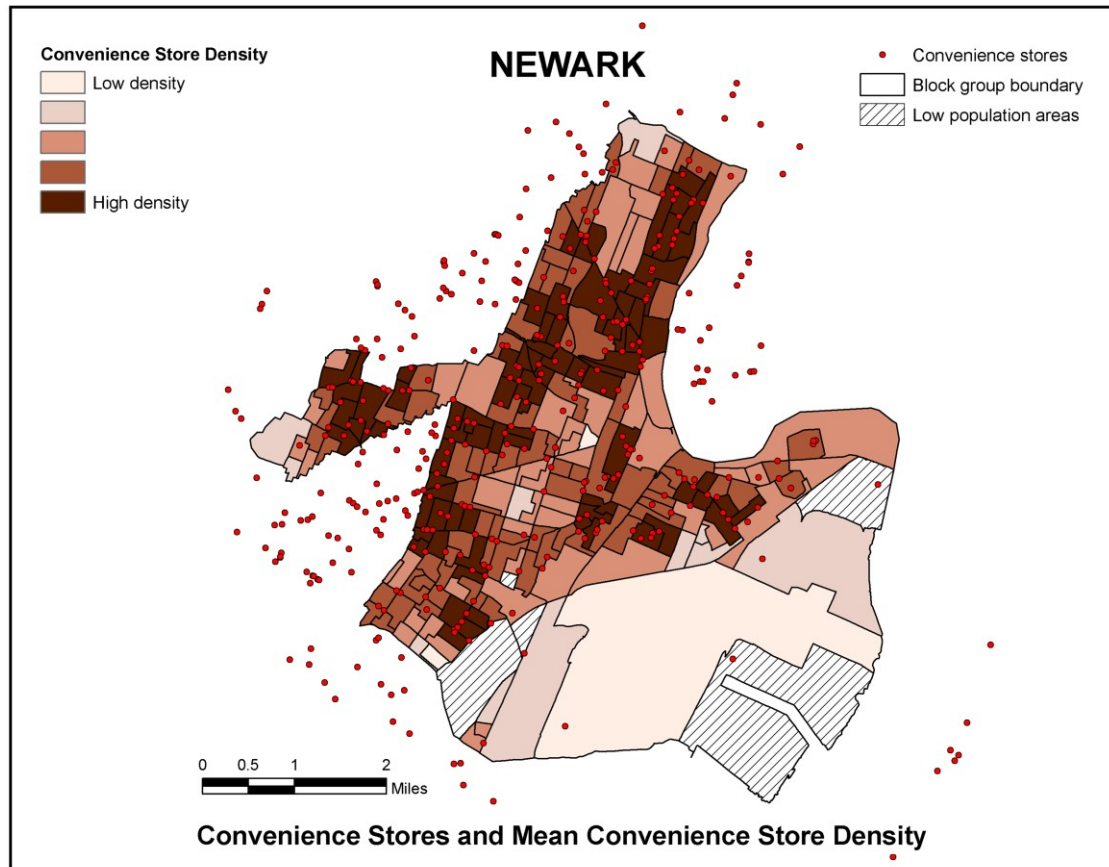 NEWARK
Convenience Store Density
Low density
High density
Convenience stores
Block group boundary
Low population areas
0 0.5 1 2
Miles
Convenience Stores and Mean Convenience Store Density